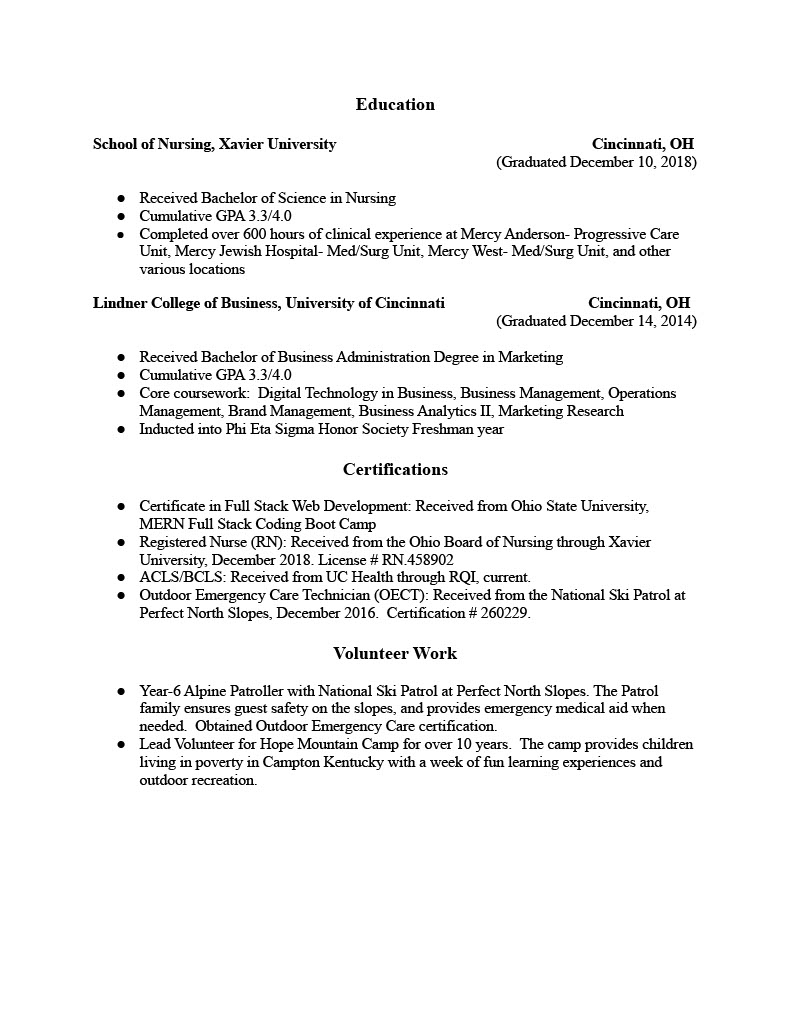 Education
School of Nursing, Xavier University Cincinnati, OH
(Graduated December 10, 2018)
● Received Bachelor of Science in Nursing
● Cumulative GPA 3.3/4.0
● Completed over 600 hours of clinical experience at Mercy Anderson- Progressive Care
Unit, Mercy Jewish Hospital- Med/Surg Unit, Mercy West- Med/Surg Unit, and other
various locations
Lindner College of Business, University of Cincinnati Cincinnati, OH
(Graduated December 14, 2014)
● Received Bachelor of Business Administration Degree in Marketing
● Cumulative GPA 3.3/4.0
● Core coursework:  Digital Technology in Business, Business Management, Operations
Management, Brand Management, Business Analytics II, Marketing Research
● Inducted into Phi Eta Sigma Honor Society Freshman year
Certifications
● Certificate in Full Stack Web Development: Received from Ohio State University,
MERN Full Stack Coding Boot Camp
● Registered Nurse (RN): Received from the Ohio Board of Nursing through Xavier
University, December 2018. License # RN.458902
● ACLS/BCLS: Received from UC Health through RQI, current.
● Outdoor Emergency Care Technician (OECT): Received from the National Ski Patrol at
Perfect North Slopes, December 2016.  Certification # 260229.
Volunteer Work
● Year-6 Alpine Patroller with National Ski Patrol at Perfect North Slopes. The Patrol
family ensures guest safety on the slopes, and provides emergency medical aid when
needed.  Obtained Outdoor Emergency Care certification.
● Lead Volunteer for Hope Mountain Camp for over 10 years.  The camp provides children
living in poverty in Campton Kentucky with a week of fun learning experiences and
outdoor recreation.